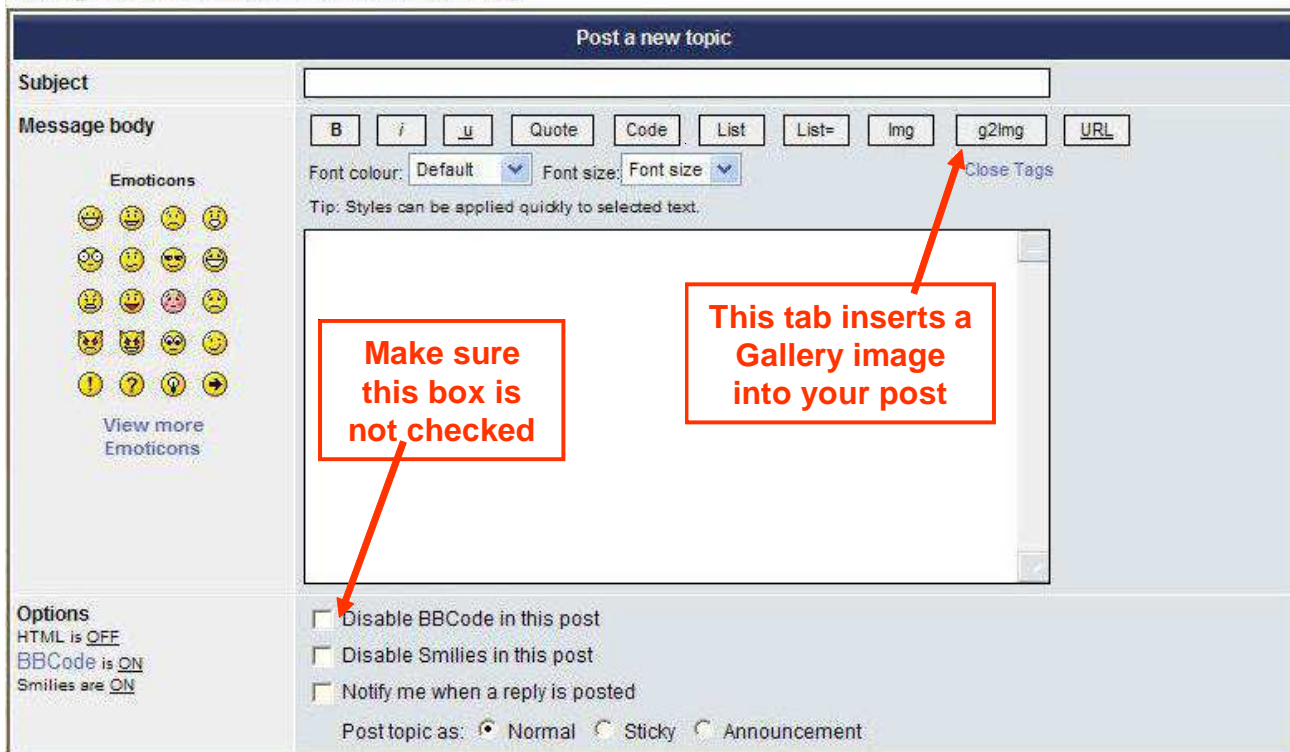 Post a new topic
Subject
Message body
B i u Quote Code List List= Img g2Img URL
Font colour: Default Font size: Font size Close Tags
Tip: Styles can be applied quickly to selected text.
Emoticons
View more
Emoticons
Make sure
this box is
not checked
This tab inserts a
Gallery image
into your post
Options
HTML is OFF
BBCode is ON
Smilies are ON
Disable BBCode in this post
Disable Smilies in this post
Notify me when a reply is posted
Post topic as: Normal Sticky Announcement